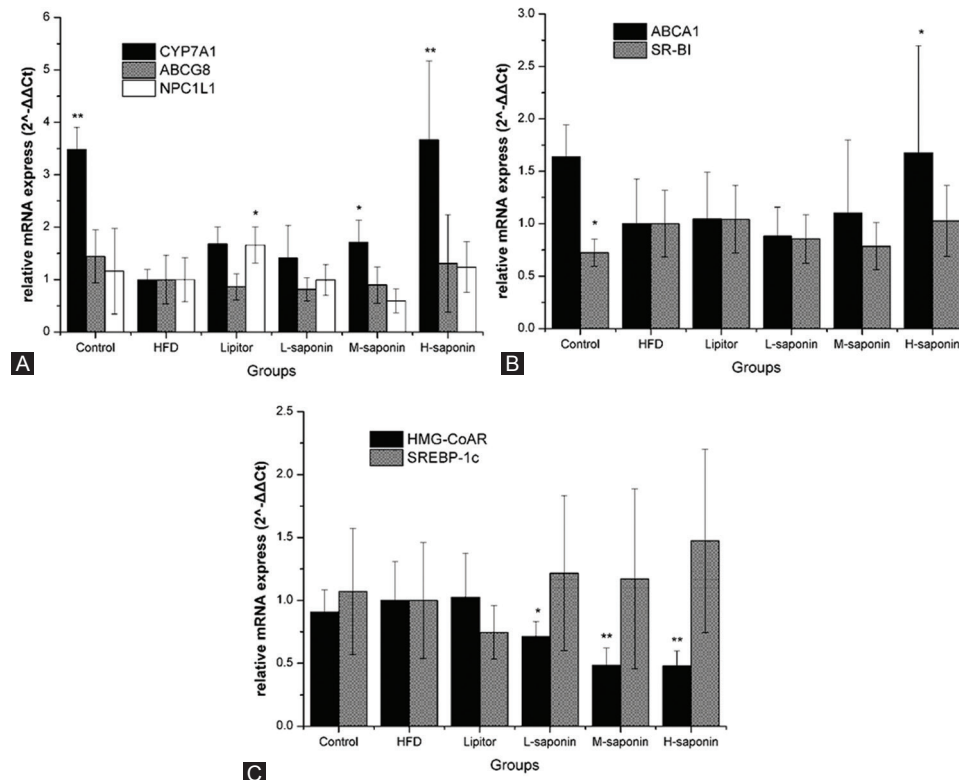 CYP7A1
ABCG8
NPC1L1
relative mRNA express (2^-ΔΔCt)
6
5
4
3
2
1
0
**
*
*
**
Control HFD Lipitor L-saponin M-saponin H-saponin
Groups
A
ABCA1
SR-BI
relative mRNA express (2^-ΔΔCt)
3.0
2.5
2.0
1.5
1.0
0.5
0.0
*
*
Control HFD Lipitor L-saponin M-saponin H-saponin
Groups
B
HMG-CoAR
SREBP-1c
relative mRNA express (2^-ΔΔCt)
2.5
2.0
1.5
1.0
0.5
0.0
*
**
**
Control HFD Lipitor L-saponin M-saponin H-saponin
Groups
C